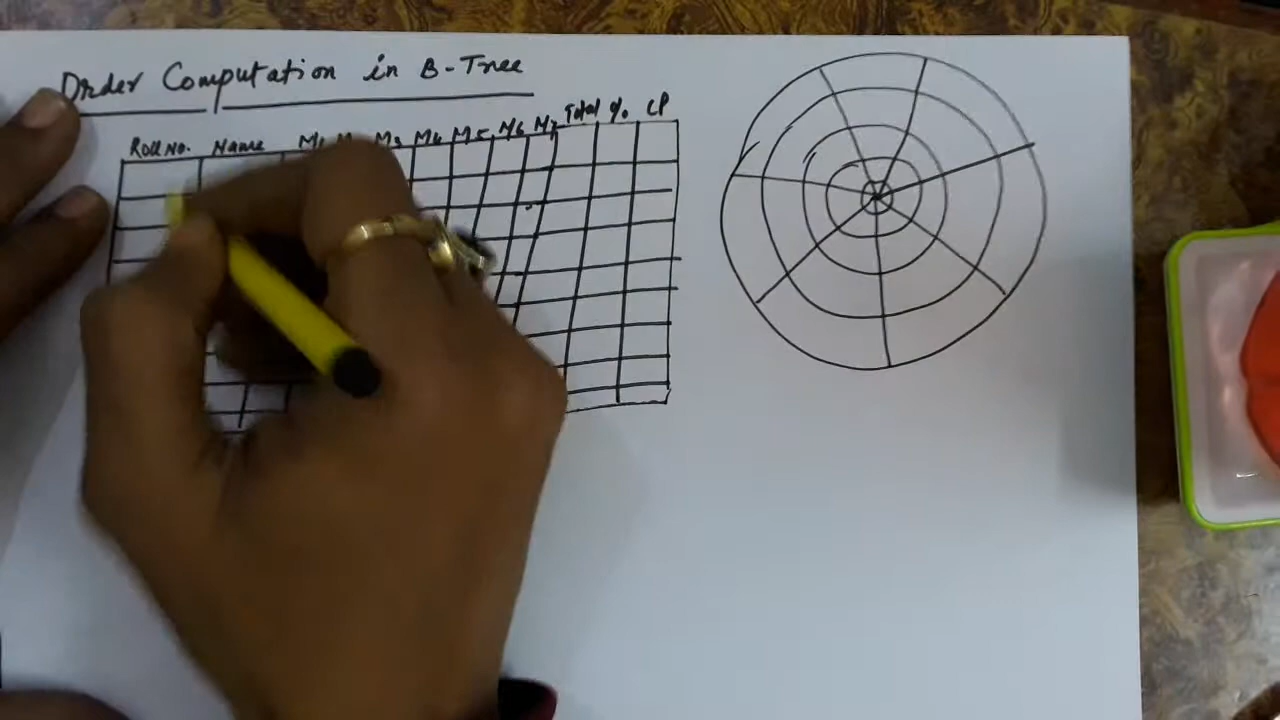 Order Computation in B-Tree
Roll No. Name M1 M3 M4 M5 M6 M7 Total % CP